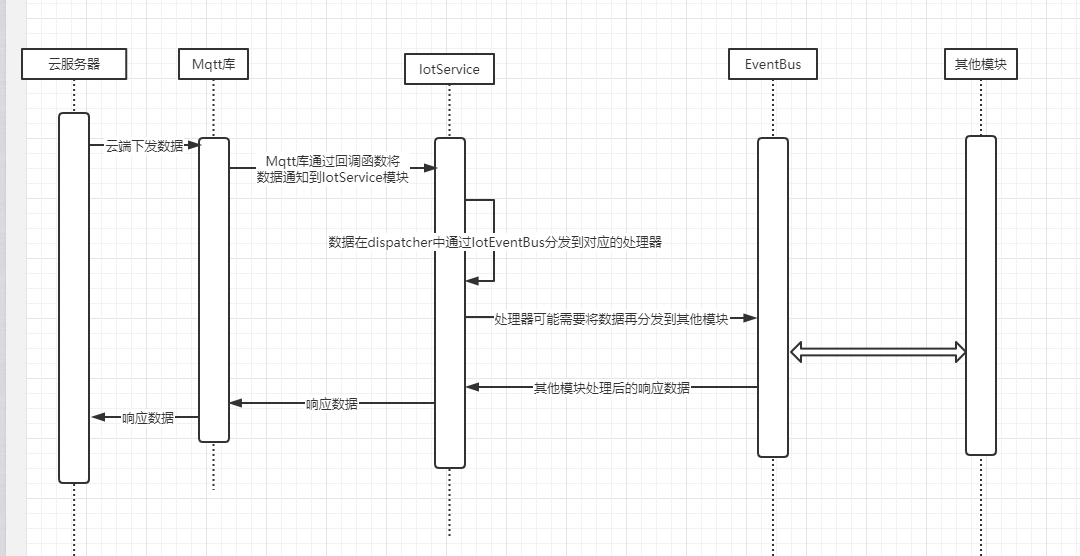 云服务器
Mqtt库
IotService
EventBus
其他模块
云端下发数据
Mqtt库通过回调函数将
数据通知到IotService模块
数据在dispatcher中通过IotEventBus分发到对应的处理器
处理器可能需要将数据再分发到其他模块
其他模块处理后的响应数据
响应数据
响应数据